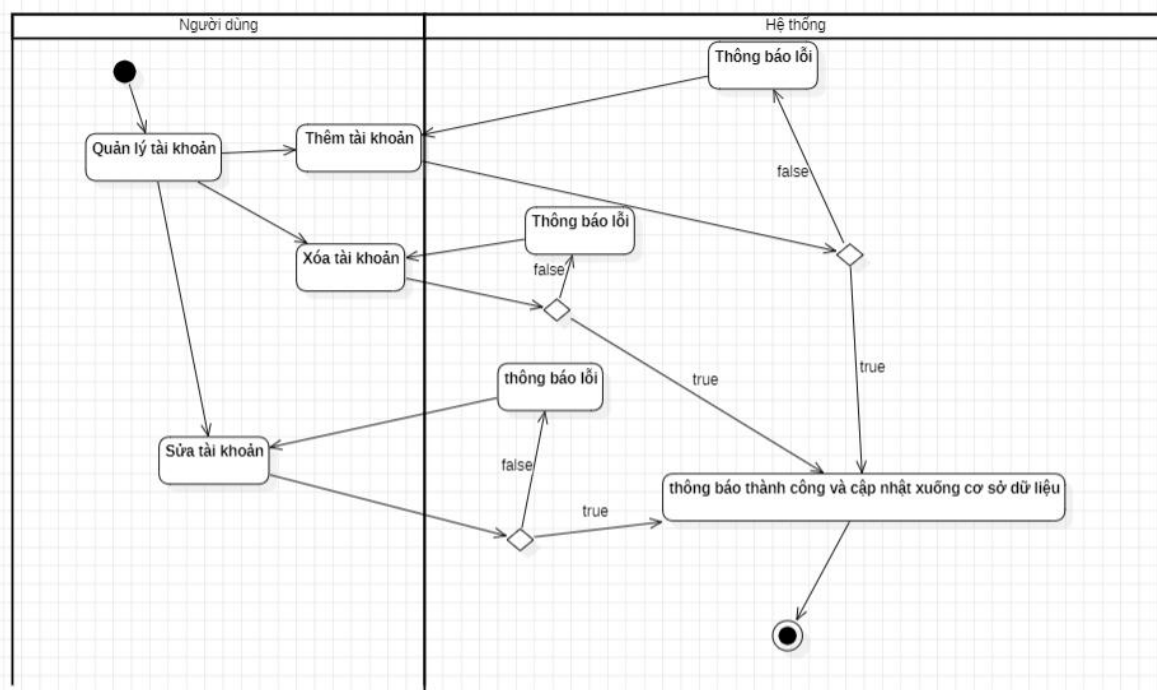 Người dùng
Hệ thống
Thông báo lỗi
Thêm tài khoản
Quản lý tài khoản
false
Thông báo lỗi
Xóa tài khoản
false
true
thông báo lỗi
true
Sửa tài khoản
false
thông báo thành công và cập nhật xuống cơ sở dữ liệu
true